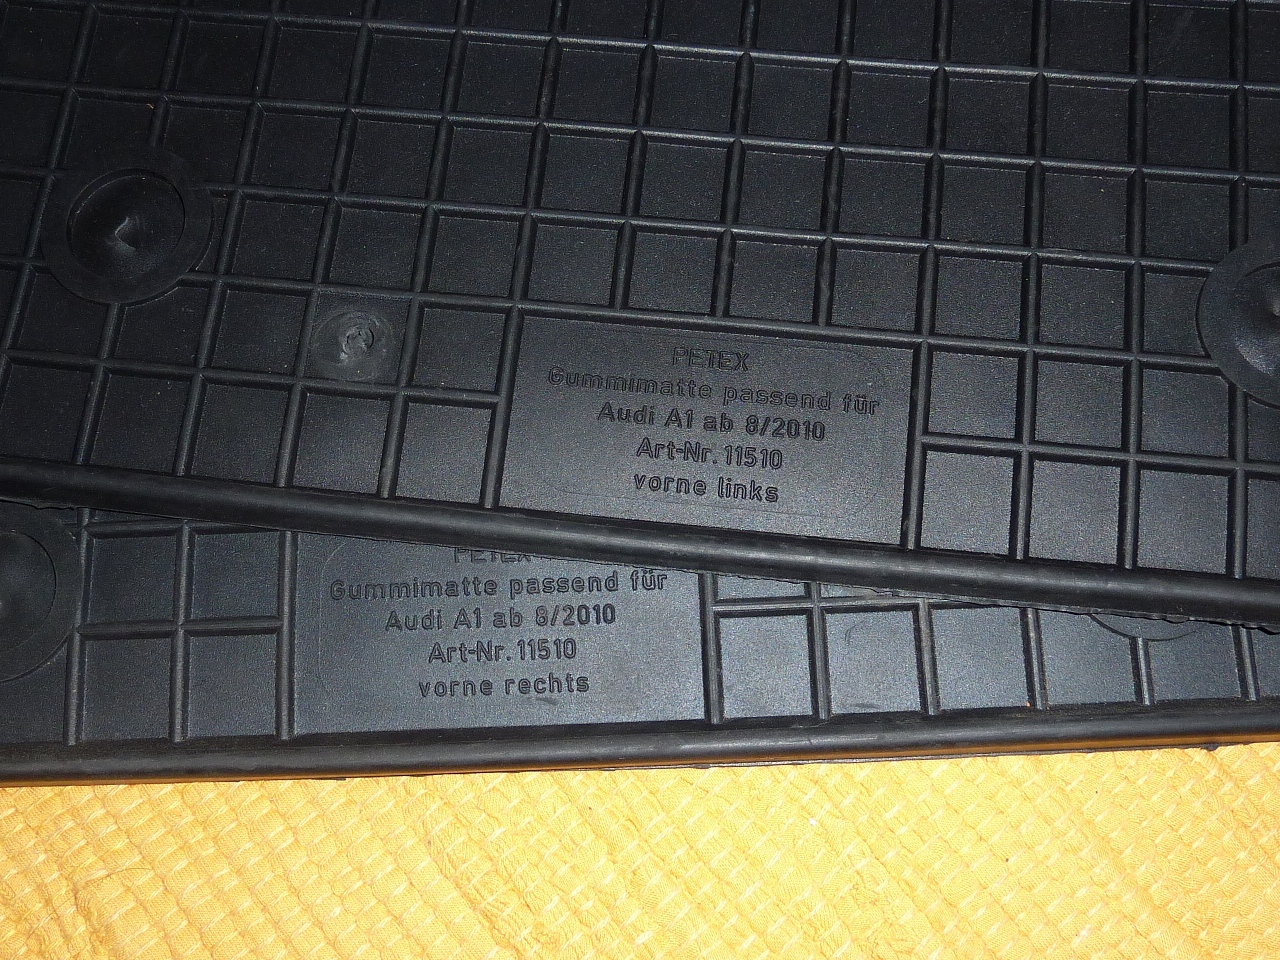 PETEX
Gummimatte passend für
Audi A1 ab 8/2010
Art-Nr. 11510
vorne links
PETEX
Gummimatte passend für
Audi A1 ab 8/2010
Art-Nr. 11510
vorne rechts